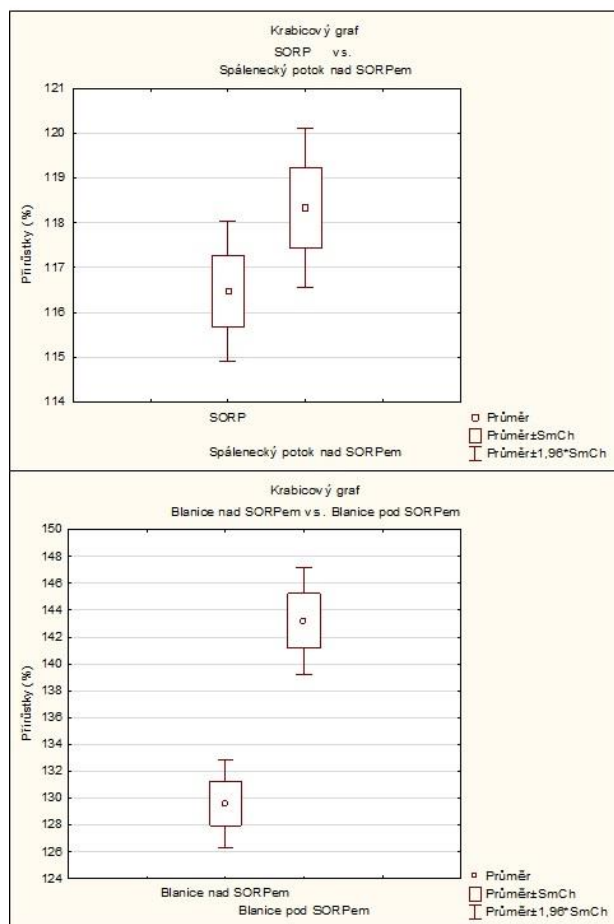 Krabicový graf
SORP vs.
Spálenecký potok nad SORPem
121
120
119
118
117
116
115
114
Přírůstky (%)
SORP
Spálenecký potok nad SORPem
Průměr
Průměr±SmCh
Průměr±1,96*SmCh
Krabicový graf
Blanice nad SORPem vs. Blanice pod SORPem
150
148
146
144
142
140
138
136
134
132
130
128
126
124
Přírůstky (%)
Blanice nad SORPem
Blanice pod SORPem
Průměr
Průměr±SmCh
Průměr±1,96*SmCh